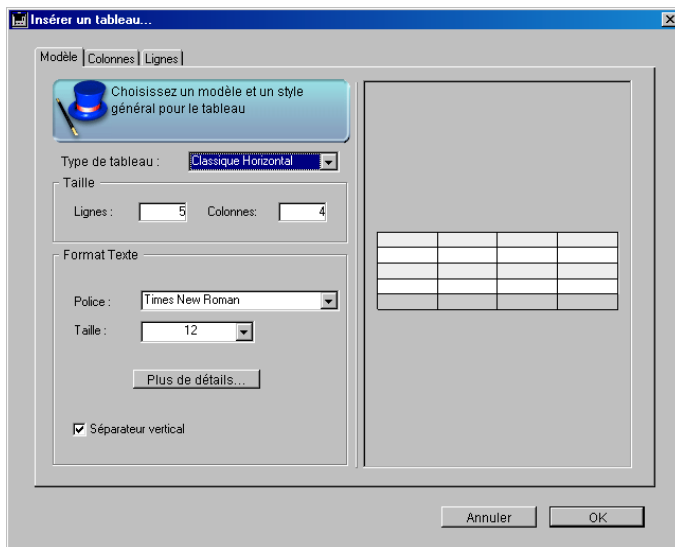 Insérer un tableau...
Modèle
Colonnes
Lignes
Choisissez un modèle et un style
général pour le tableau
Type de tableau :
Classique Horizontal
Taille
Lignes :
5
Colonnes:
4
Format Texte
Police :
Times New Roman
Taille :
12
Plus de détails...
Séparateur vertical
Annuler
OK